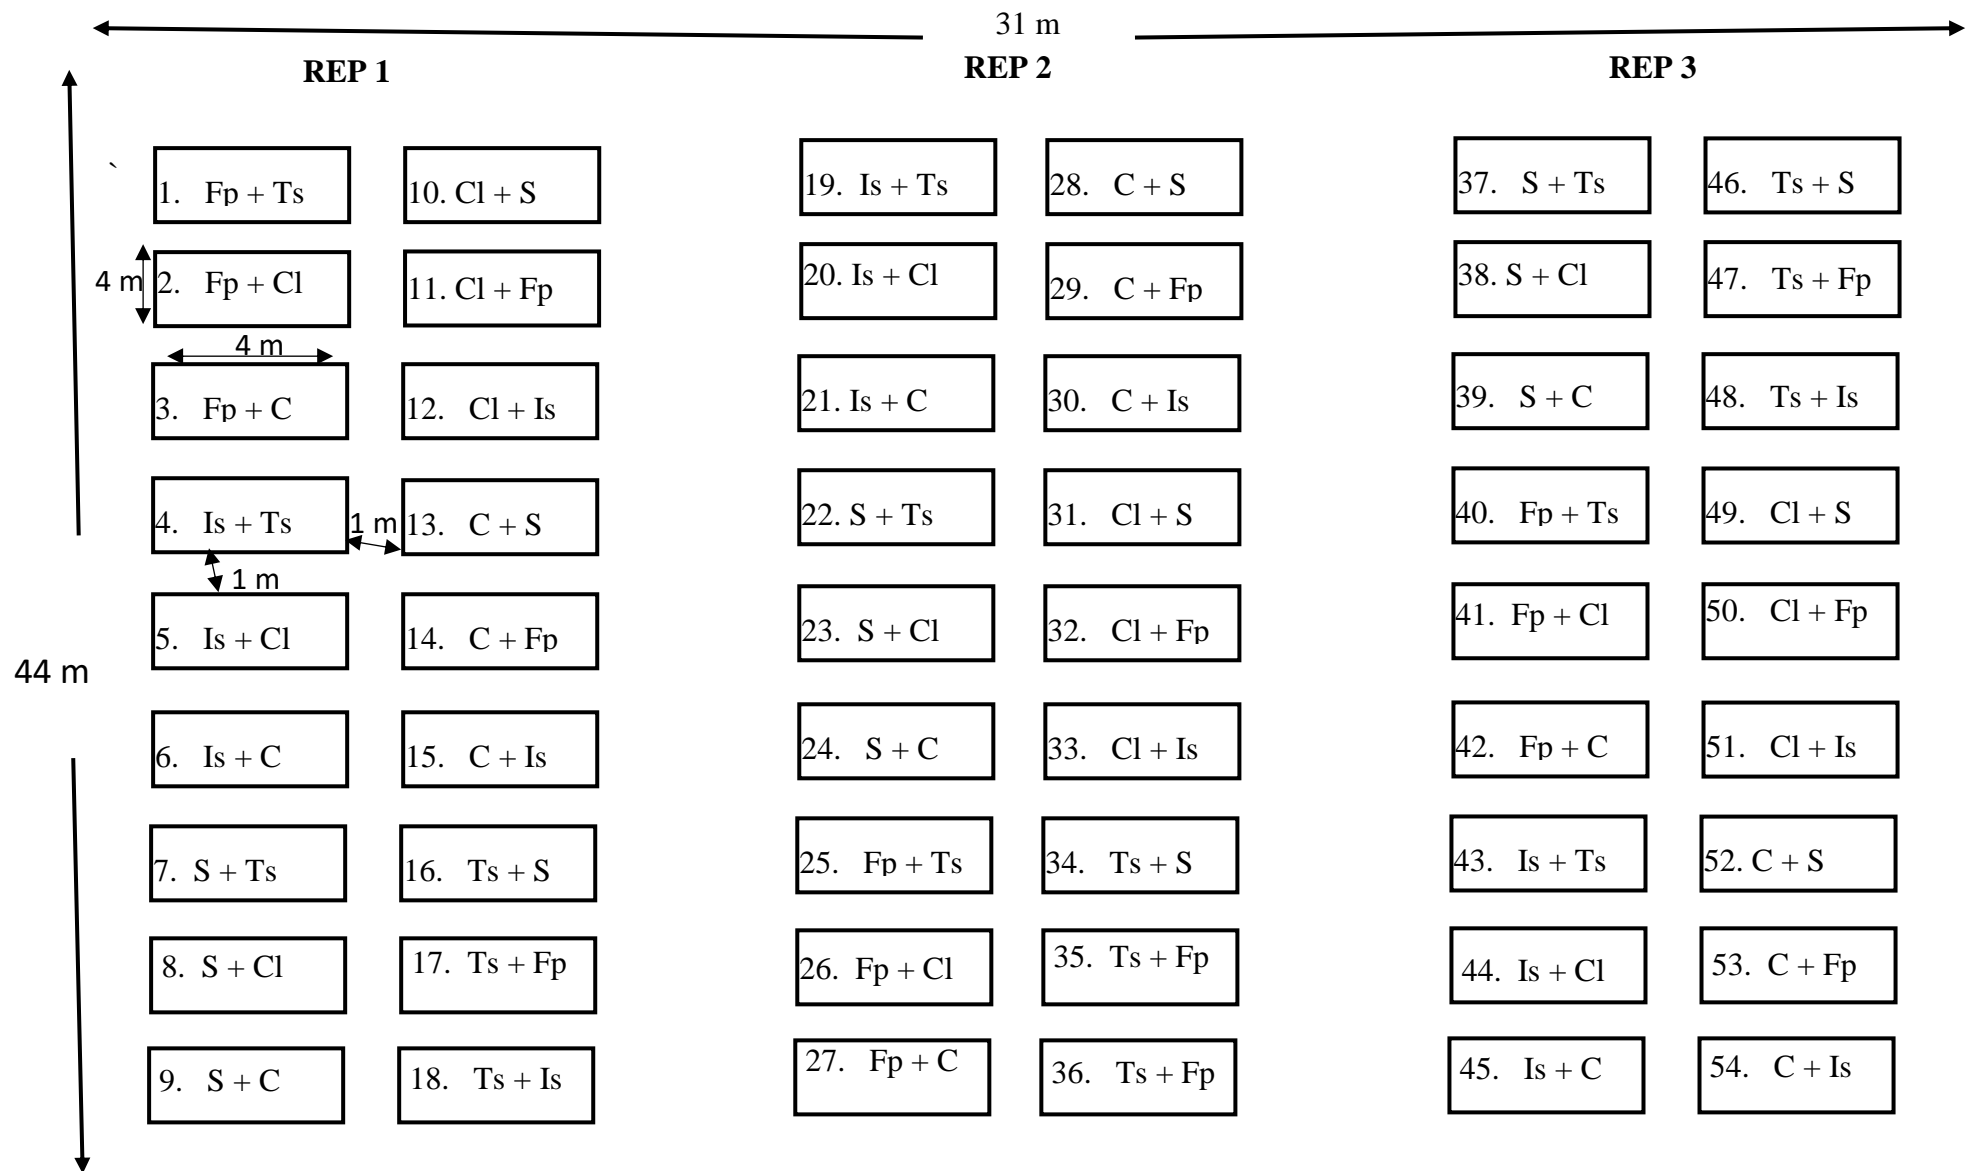 31 m
REP 1
REP 2
REP 3
`
1. Fp + Ts
10. Cl + S
19. Is + Ts
28. C + S
37. S + Ts
46. Ts + S
4 m
2. Fp + Cl
11. Cl + Fp
20. Is + Cl
29. C + Fp
38. S + Cl
47. Ts + Fp
4 m
3. Fp + C
12. Cl + Is
21. Is + C
30. C + Is
39. S + C
48. Ts + Is
4. Is + Ts
1 m
13. C + S
22. S + Ts
31. Cl + S
40. Fp + Ts
49. Cl + S
1 m
5. Is + Cl
14. C + Fp
23. S + Cl
32. Cl + Fp
41. Fp + Cl
50. Cl + Fp
44 m
6. Is + C
15. C + Is
24. S + C
33. Cl + Is
42. Fp + C
51. Cl + Is
7. S + Ts
16. Ts + S
25. Fp + Ts
34. Ts + S
43. Is + Ts
52. C + S
8. S + Cl
17. Ts + Fp
26. Fp + Cl
35. Ts + Fp
44. Is + Cl
53. C + Fp
9. S + C
18. Ts + Is
27. Fp + C
36. Ts + Fp
45. Is + C
54. C + Is